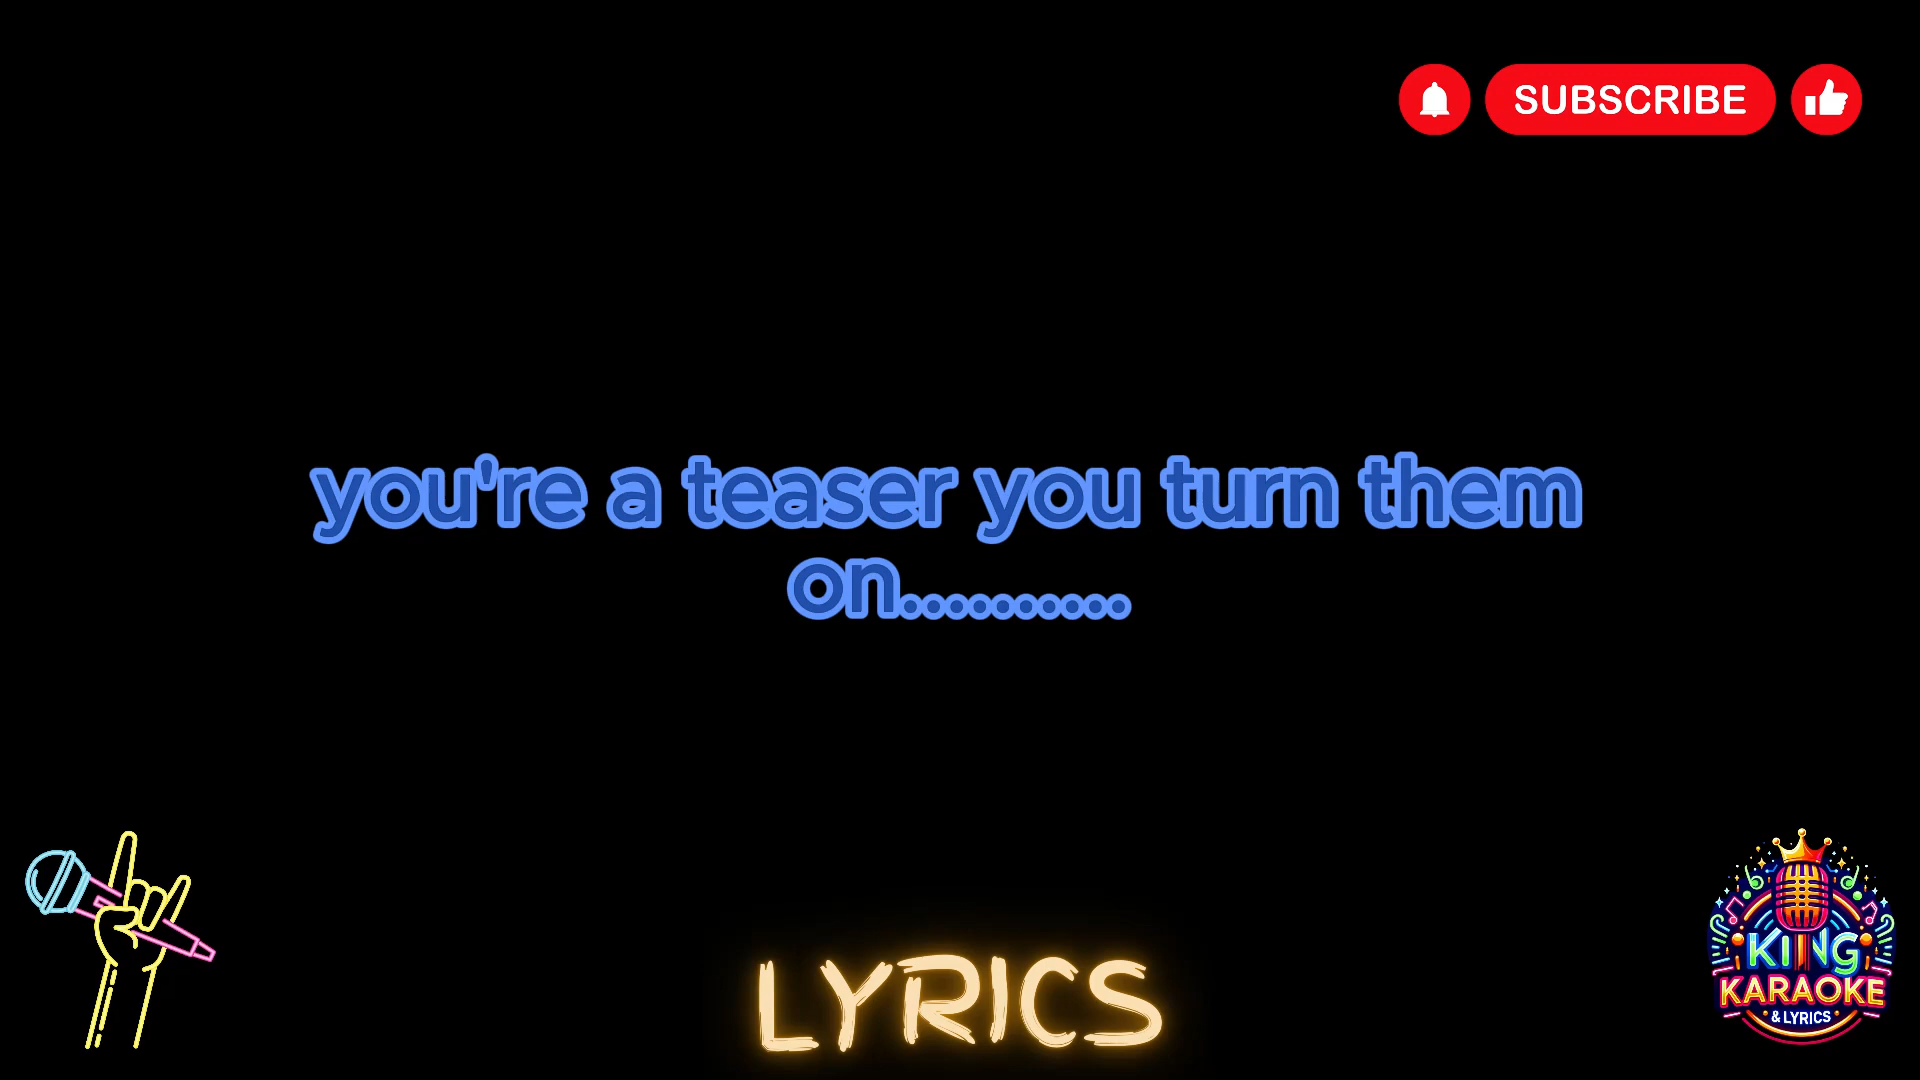 SUBSCRIBE
you're a teaser you turn them
on..........
LYRICS
KING
KARAOKE
& LYRICS